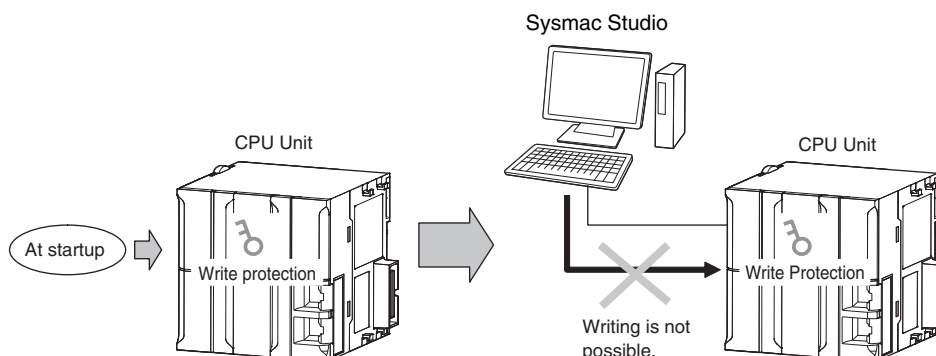 Sysmac Studio
CPU Unit
CPU Unit
At startup
Write protection
Write Protection
Writing is not
possible.